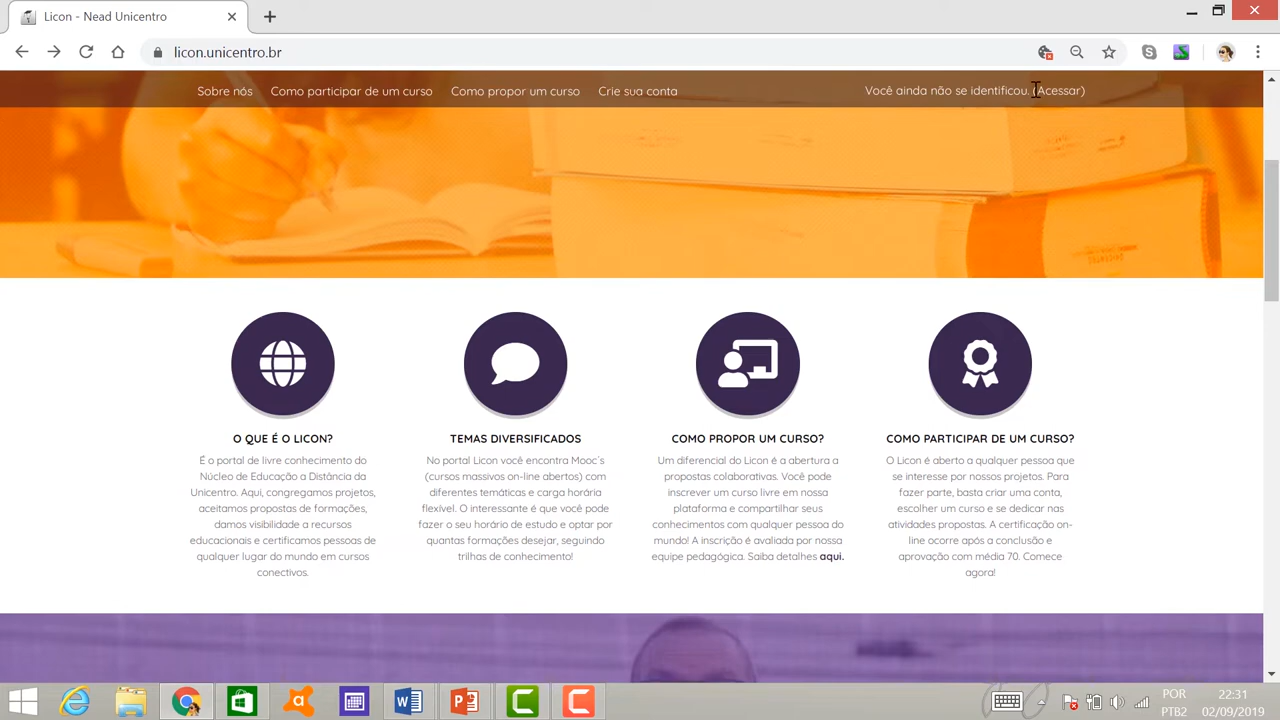 Licon - Nead Unicentro
licon.unicentro.br
Sobre nós Como participar de um curso Como propor um curso Crie sua conta Você ainda não se identificou. (Acessar)
O QUE É O LICON?
É o portal de livre conhecimento do
Núcleo de Educação a Distância da
Unicentro. Aqui, congregamos projetos,
aceitamos propostas de formações,
damos visibilidade a recursos
educacionais e certificamos pessoas de
qualquer lugar do mundo em cursos
conectivos.
TEMAS DIVERSIFICADOS
No portal Licon você encontra Mooc´s
(cursos massivos on-line abertos) com
diferentes temáticas e carga horária
flexível. O interessante é que você pode
fazer o seu horário de estudo e optar por
quantas formações desejar, seguindo
trilhas de conhecimento!
COMO PROPOR UM CURSO?
Um diferencial do Licon é a abertura a
propostas colaborativas. Você pode
inscrever um curso livre em nossa
plataforma e compartilhar seus
conhecimentos com qualquer pessoa do
mundo! A inscrição é avaliada por nossa
equipe pedagógica. Saiba detalhes aqui.
COMO PARTICIPAR DE UM CURSO?
O Licon é aberto a qualquer pessoa que
se interesse por nossos projetos. Para
fazer parte, basta criar uma conta,
escolher um curso e se dedicar nas
atividades propostas. A certificação on-
line ocorre após a conclusão e
aprovação com média 70. Comece
agora!
POR 22:31
PTB2 02/09/2019